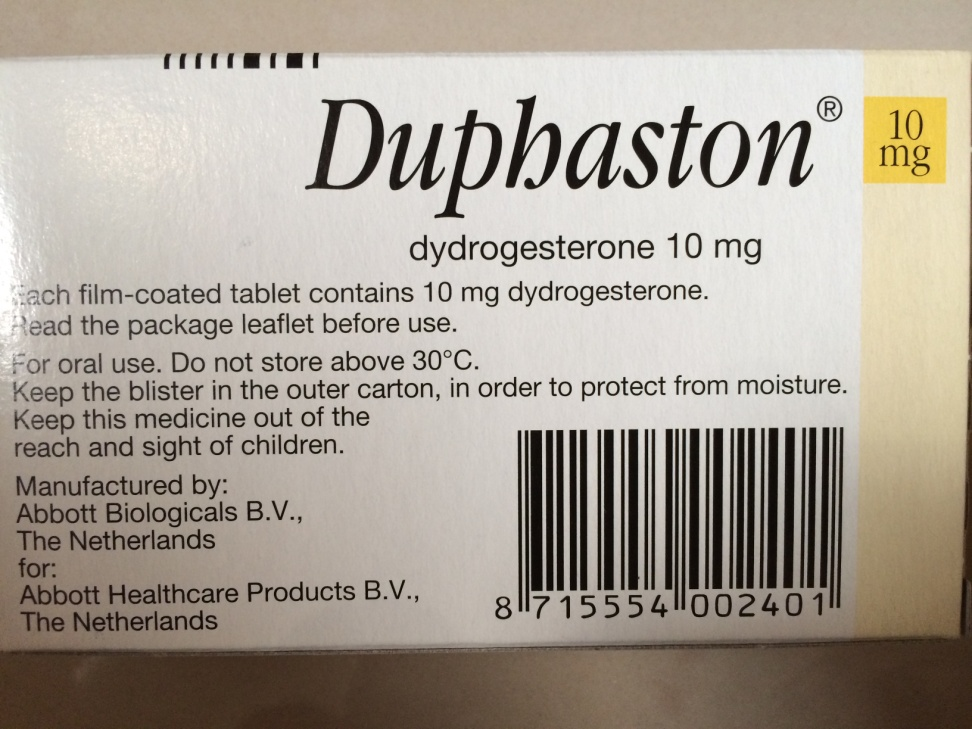 Duphaston®
10
mg
dydrogesterone 10 mg
Each film-coated tablet contains 10 mg dydrogesterone.
Read the package leaflet before use.
For oral use. Do not store above 30°C.
Keep the blister in the outer carton, in order to protect from moisture.
Keep this medicine out of the
reach and sight of children.
Manufactured by:
Abbott Biologicals B.V.,
The Netherlands
for:
Abbott Healthcare Products B.V.,
The Netherlands
8 715554 002401